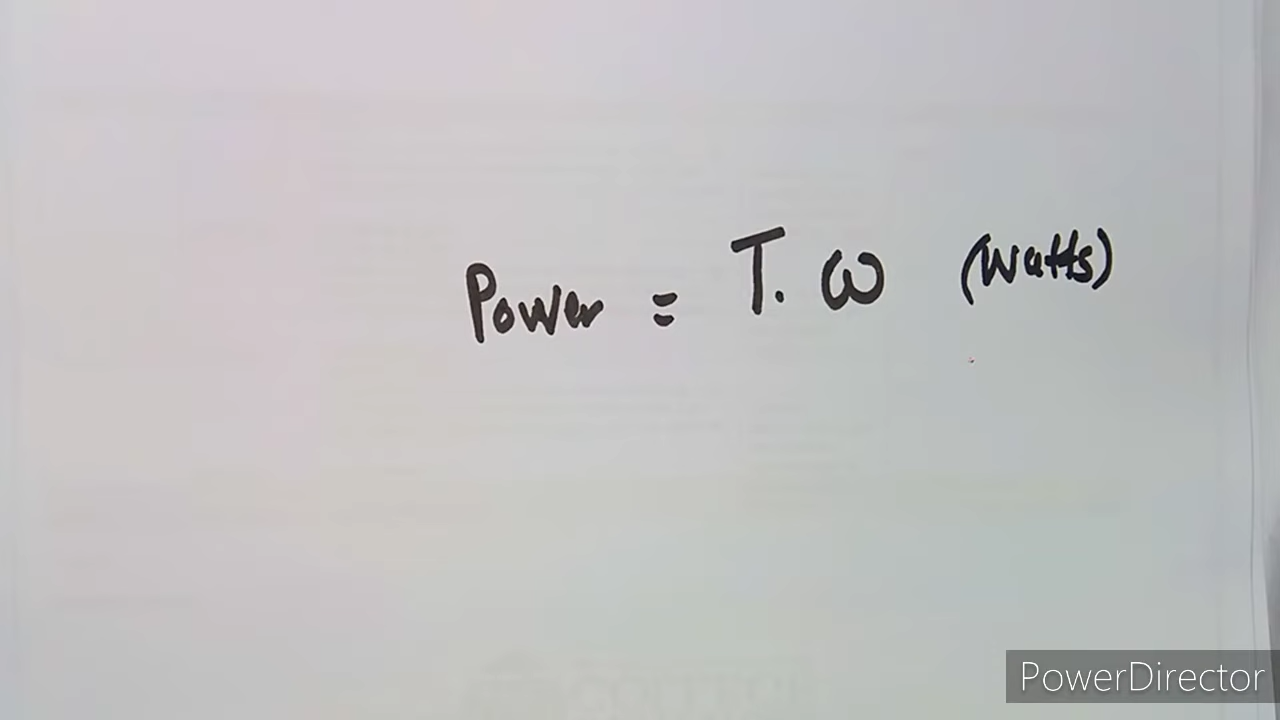 Power = T. ω (Watts)
PowerDirector